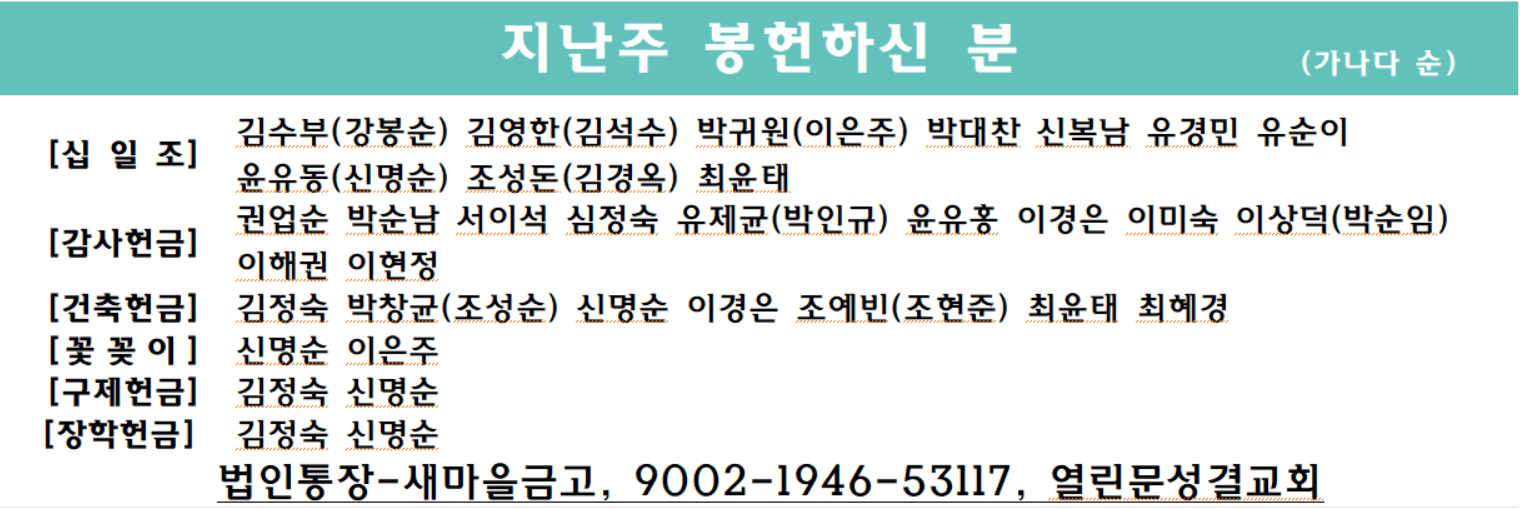 지난주 봉헌하신 분 (가나다 순)
[십 일 조] 김수부(강봉순) 김영한(김석수) 박귀원(이은주) 박대찬 신복남 유경민 유순이
윤유동(신명순) 조성돈(김경옥) 최윤태
[감사헌금] 권업순 박순남 서이석 심정숙 유제균(박인규) 윤유홍 이경은 이미숙 이상덕(박순임)
이해권 이현정
[건축헌금] 김정숙 박창균(조성순) 신명순 이경은 조예빈(조현준) 최윤태 최혜경
[꽃 꽂 이] 신명순 이은주
[구제헌금] 김정숙 신명순
[장학헌금] 김정숙 신명순
법인통장-새마을금고, 9002-1946-53117, 열린문성결교회